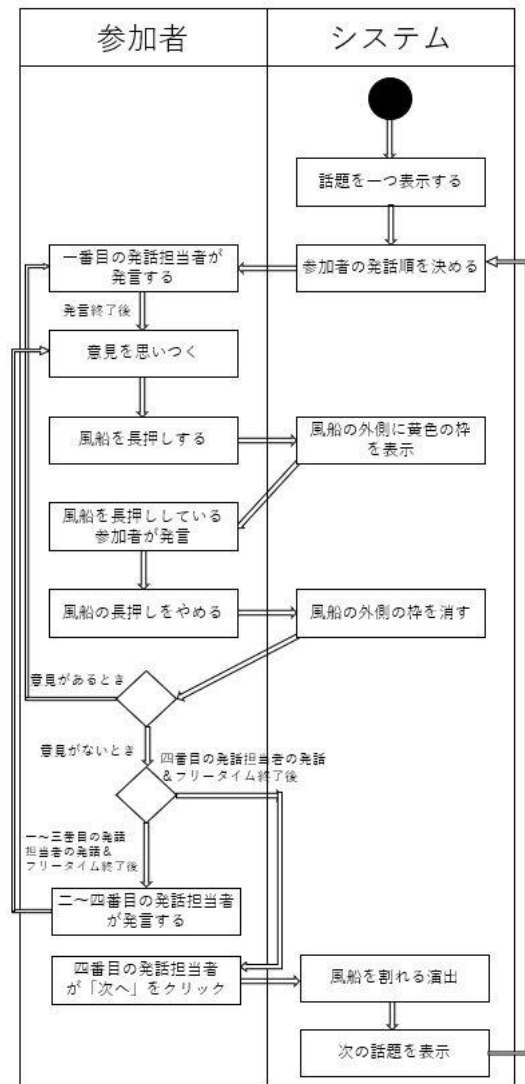 参加者
システム
話題を一つ表示する
一番目の発話担当者が
発言する
参加者の発話順を決める
発言終了後
意見を思いつく
風船を長押しする
風船の外側に黄色の枠
を表示
風船を長押ししている
参加者が発言
風船の長押しをやめる
風船の外側の枠を消す
意見があるとき
意見がないとき
四番目の発話担当者の発話
&フリータイム終了後
一～三番目の発話
担当者の発話&
フリータイム終了後
二～四番目の発話担当者
が発言する
四番目の発話担当者
が「次へ」をクリック
風船を割れる演出
次の話題を表示